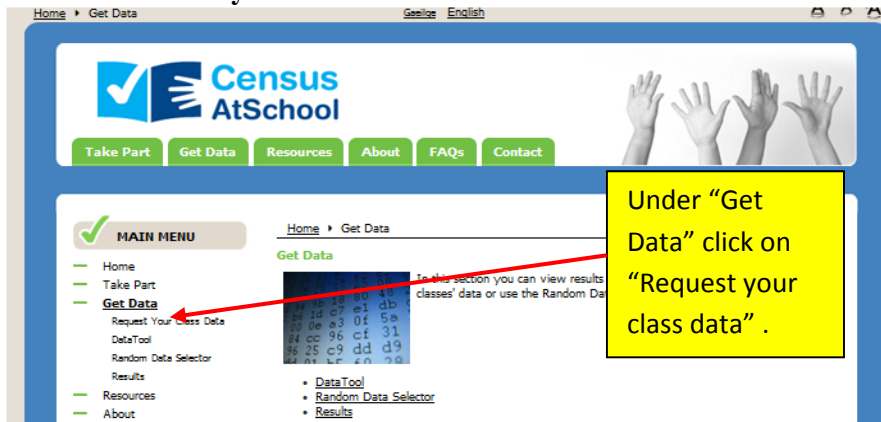 Home Get Data
Gaeilge English
Census
AtSchool
Take Part Get Data Resources About FAQs Contact
MAIN MENU
Home
Take Part
Get Data
Request Your Class Data
DataTool
Random Data Selector
Results
Resources
About
Home Get Data
Get Data
In this section you can view results
classes' data or use the Random
• DataTool
• Random Data Selector
• Results
Under “Get
Data” click on
“Request your
class data” .